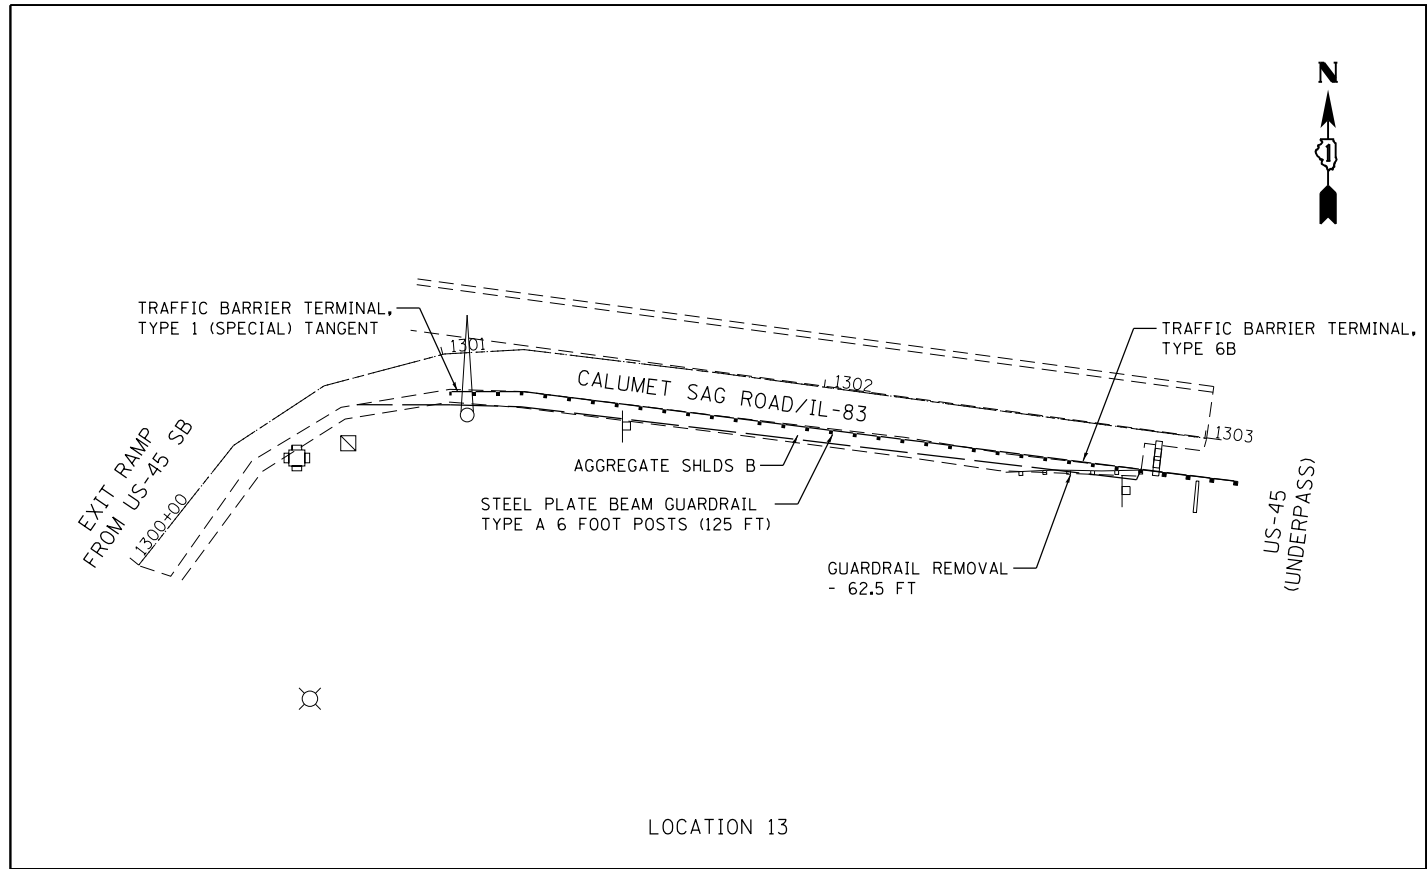 N
1
TRAFFIC BARRIER TERMINAL,
TYPE 1 (SPECIAL) TANGENT
1301
TRAFFIC BARRIER TERMINAL,
TYPE 6B
1302
CALUMET SAG ROAD/IL-83
1303
EXIT RAMP
FROM US-45 SB
1300+00
AGGREGATE SHLDS B
STEEL PLATE BEAM GUARDRAIL
TYPE A 6 FOOT POSTS (125 FT)
US-45
(UNDERPASS)
GUARDRAIL REMOVAL
- 62.5 FT
LOCATION 13